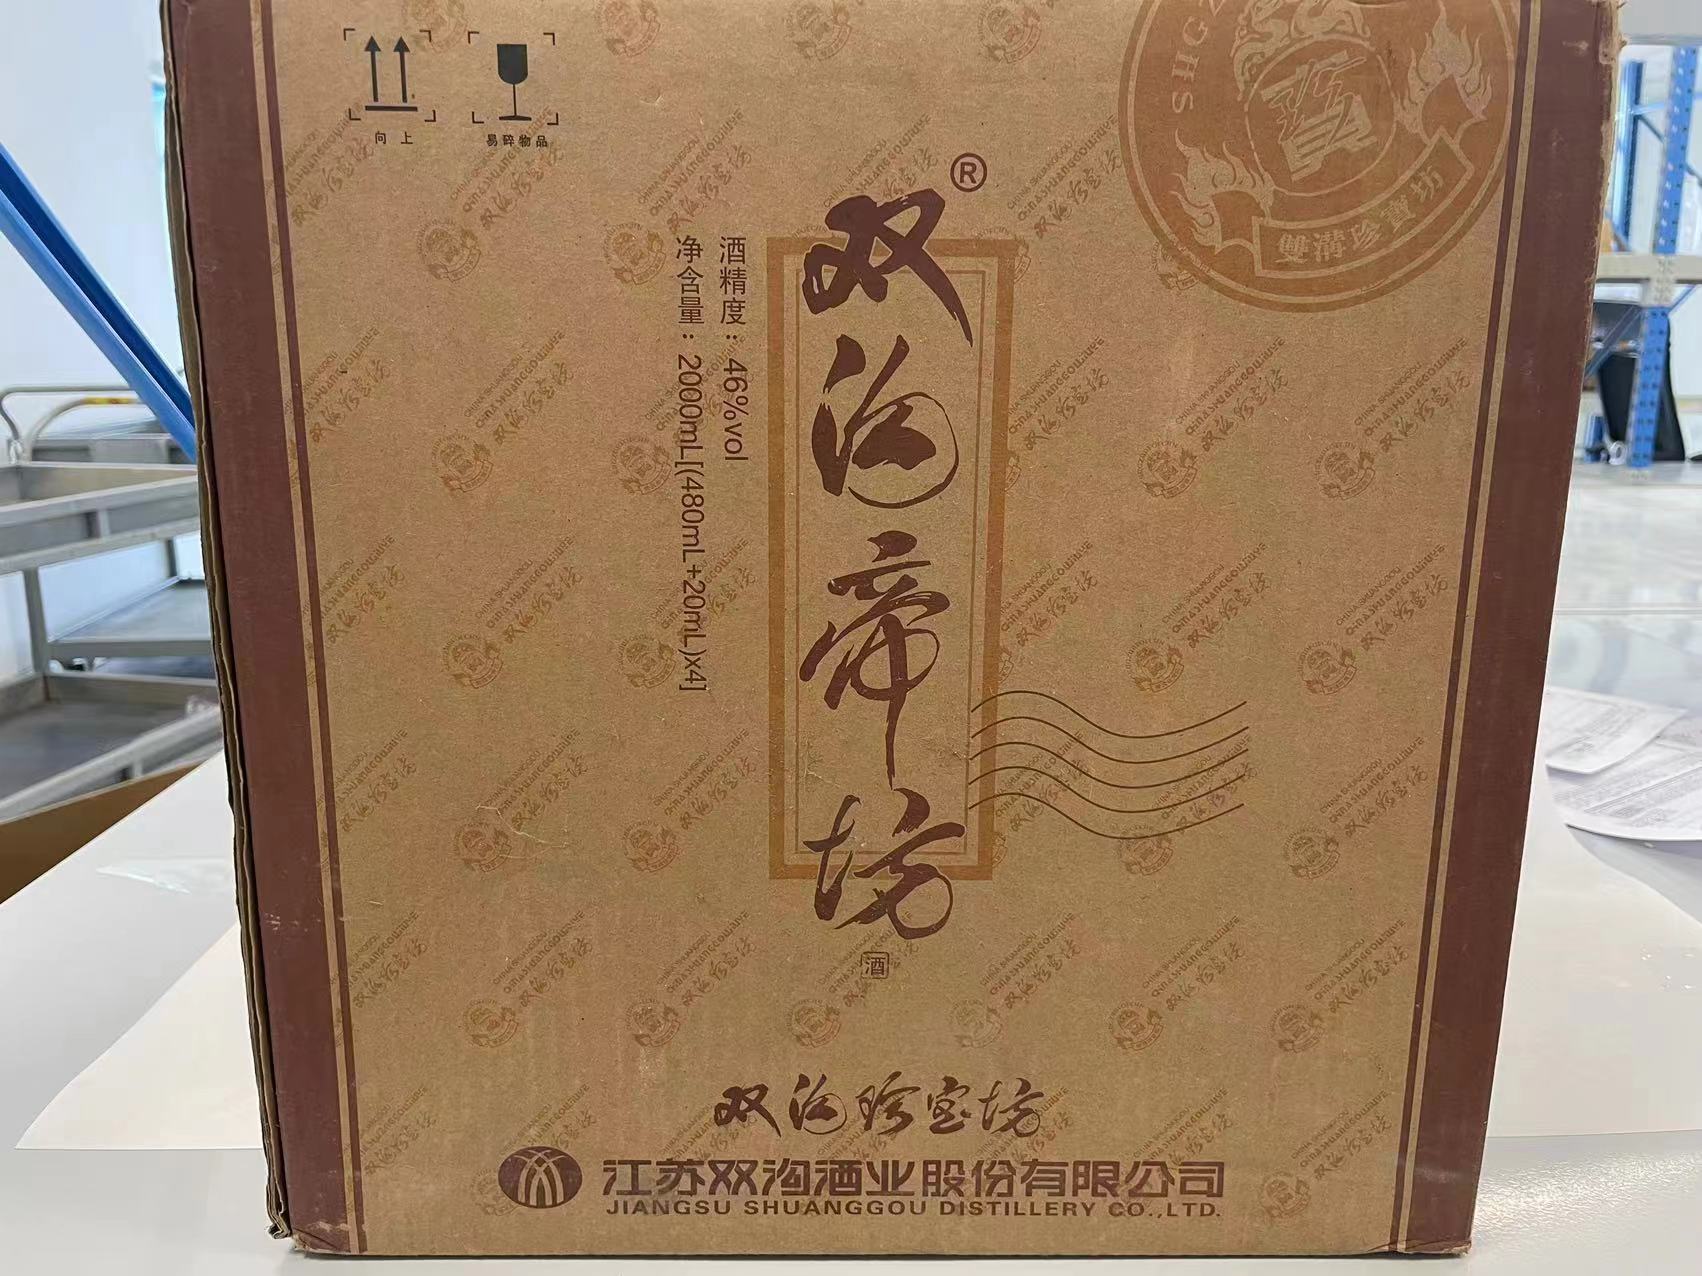 向上
易碎物品
SHGZ
雙溝珍寶坊
双沟帝坊®
酒
酒精度：46%vol
净含量：2000mL[(480mL+20mL)x4]
双沟珍宝坊
江苏双沟酒业股份有限公司
JIANGSU SHUANGGOU DISTILLERY CO.,LTD.